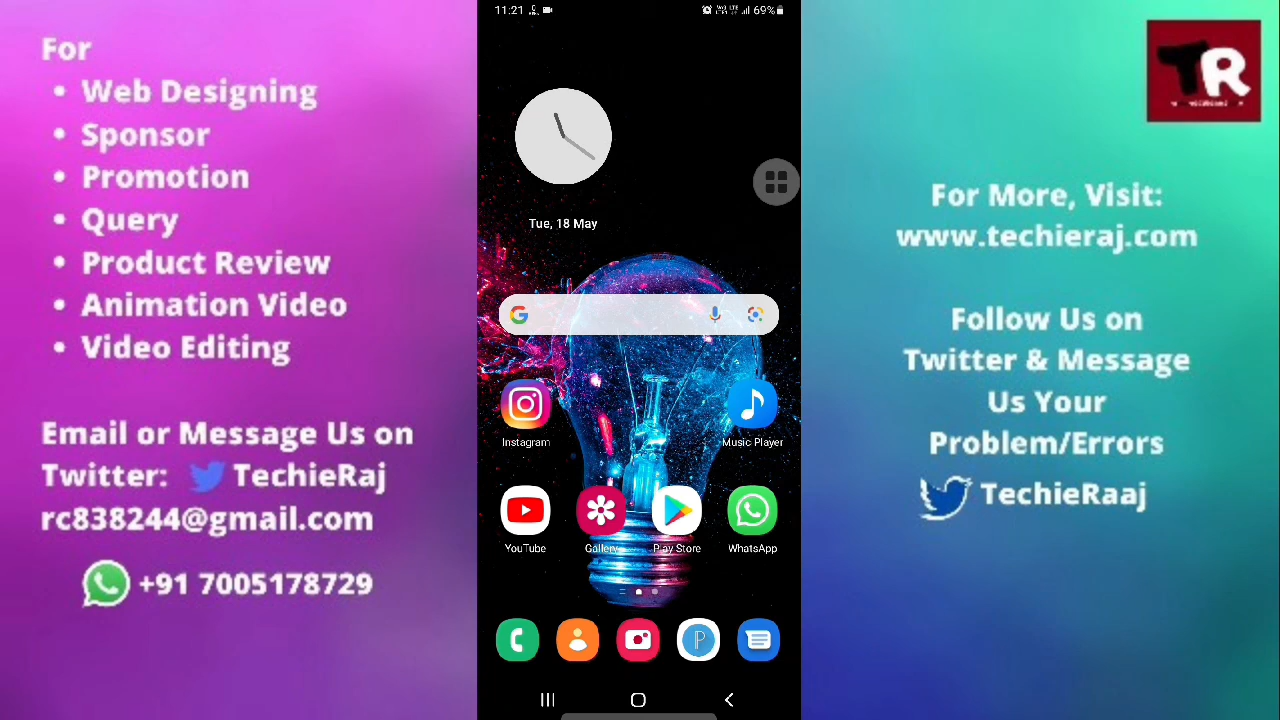 For
• Web Designing
• Sponsor
• Promotion
• Query
• Product Review
• Animation Video
• Video Editing
Email or Message Us on
Twitter: TechieRaj
rc838244@gmail.com
+91 7005178729
11:21
69%
Tue, 18 May
Instagram
Music Player
YouTube
Gallery
Play Store
WhatsApp
TR
For More, Visit:
www.techieraj.com
Follow Us on
Twitter & Message
Us Your
Problem/Errors
TechieRaaj